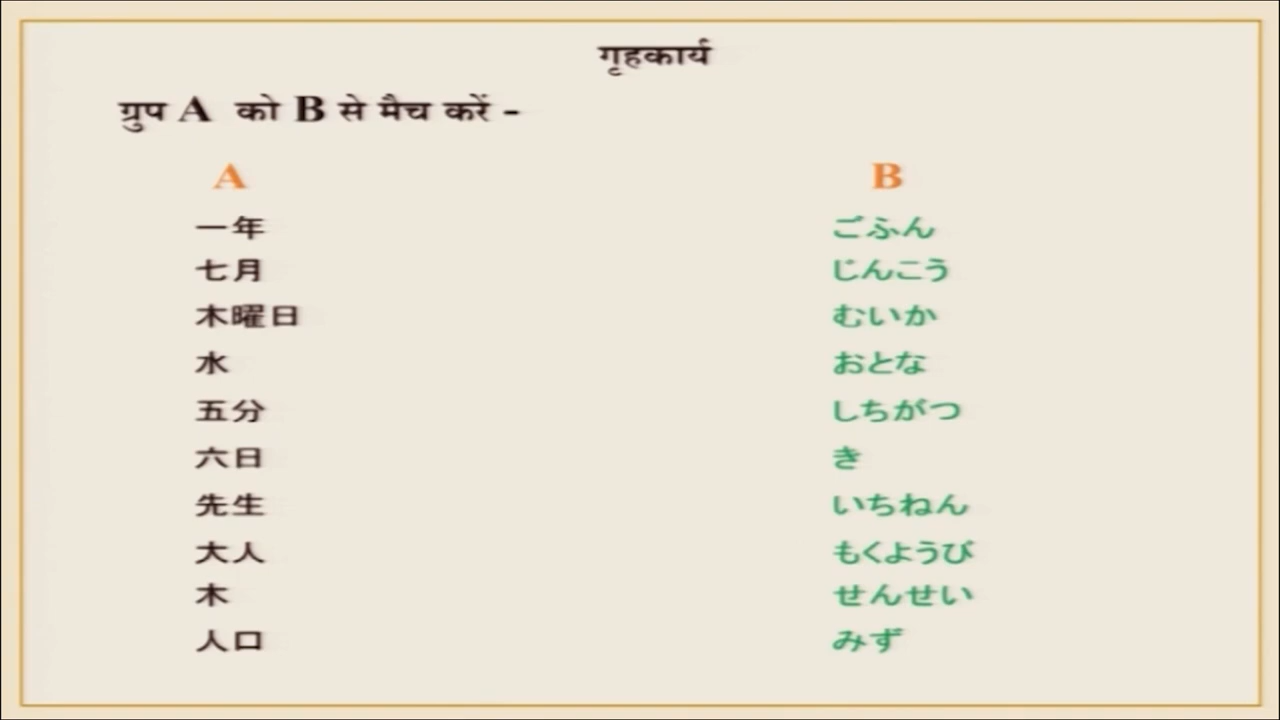 गृहकार्य
ग्रुप A को B से मैच करें -
A B
一年 ごふん
七月 じんこう
木曜日 むいか
水 おとな
五分 しちがつ
六日 き
先生 いちねん
大人 もくようび
木 せんせい
人口 みず